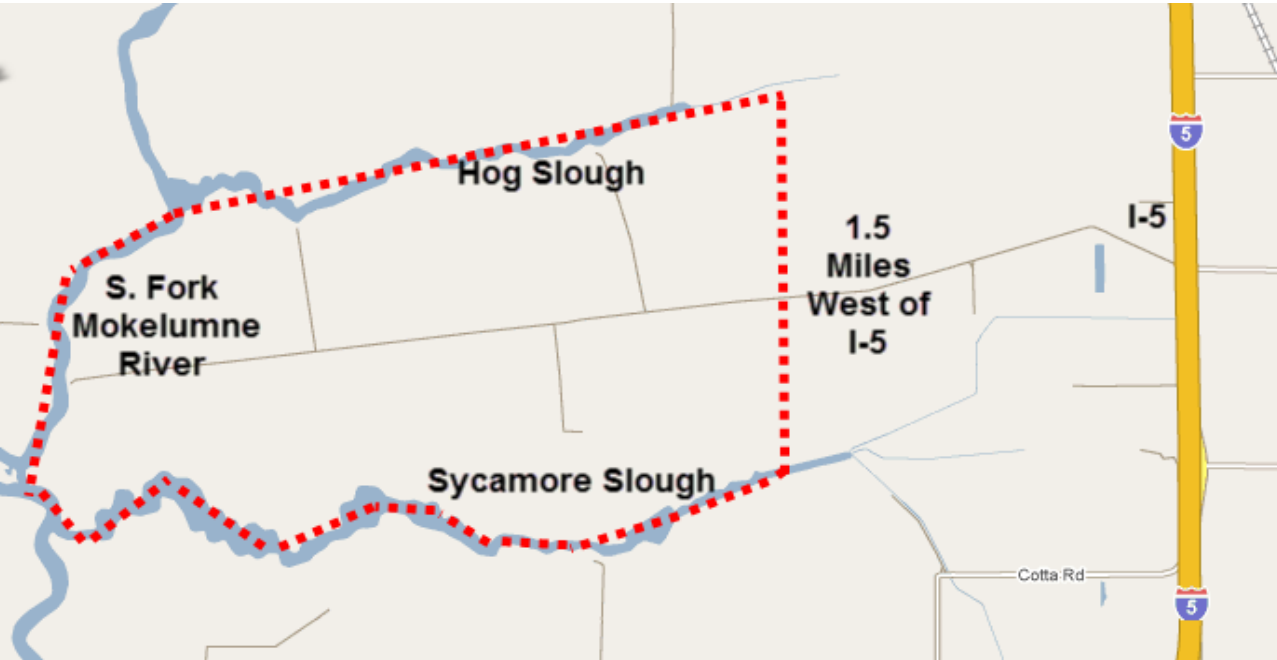 5
Hog Slough
I-5
1.5
Miles
West of
I-5
S. Fork
Mokelumne
River
Sycamore Slough
Cotta Rd
5